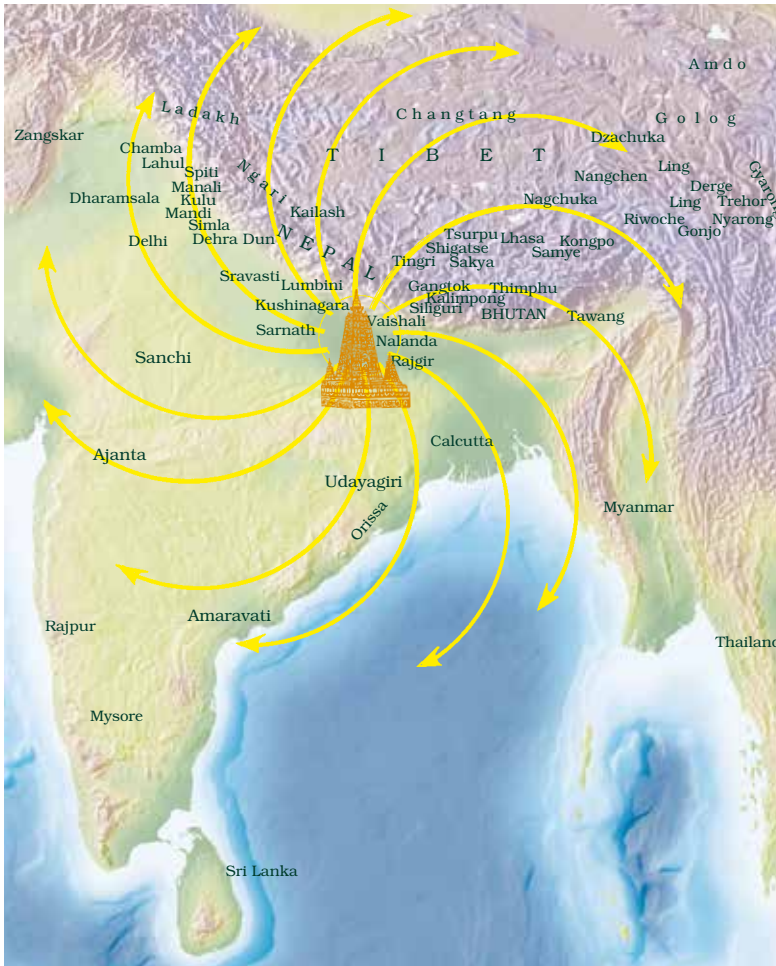 Amdo
Ladakh
Changtang
Golog
Zangskar
Dzachuka
Chamba
TIBET
Lahul
Ling
Gyarong
Spiti
Ngari
Nangchen
Manali
Derge
Dharamsala
Kulu
Nagchuka
Ling
Trehor
Mandi
Kailash
Riwoche
Nyarong
Simla
Gonjo
Delhi
Dehra Dun
NEPAL
Tsurpu
Lhasa
Kongpo
Shigatse
Samye
Tingri
Sakya
Sravasti
Lumbini
Gangtok
Thimphu
Kalimpong
Kushinagara
Siliguri
BHUTAN
Tawang
Vaishali
Sarnath
Nalanda
Sanchi
Rajgir
Calcutta
Ajanta
Udayagiri
Myanmar
Orissa
Amaravati
Rajpur
Thailand
Mysore
Sri Lanka